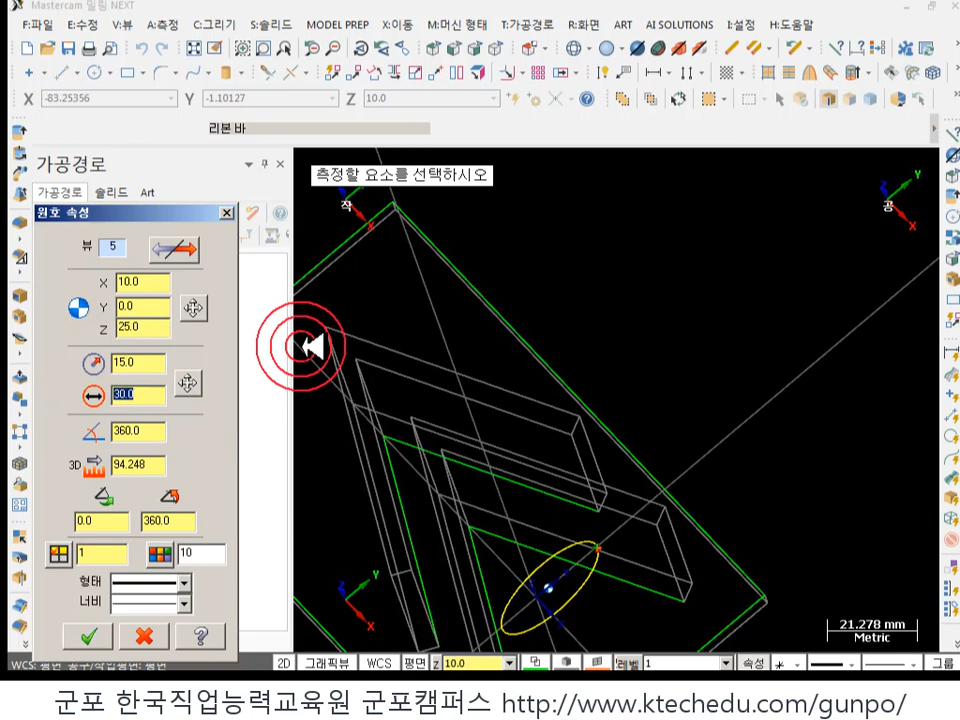 Mastercam 밀링 NEXT
F:파일 E:수정 V:뷰 A:측정 C:그리기 S:솔리드 MODEL PREP X:이동 M:머신 형태 T:가공경로 R:화면 ART AI SOLUTIONS I:설정 H:도움말
X -83.25356 Y -1.10127 Z 10.0
리본 바
가공경로
가공경로 솔리드 Art
측정할 요소를 선택하시오
원호 속성
뷰 5
X 10.0
Y 0.0
Z 25.0
15.0
30.0
360.0
3D 94.248
0.0 360.0
1 10
형태
너비
작
X
공
Y
X
Y
X
21.278 mm
Metric
2D 그래픽뷰 WCS 평면 Z 10.0 레벨 1 속성 그룹
군포 한국직업능력교육원 군포캠퍼스 http://www.ktechedu.com/gunpo/